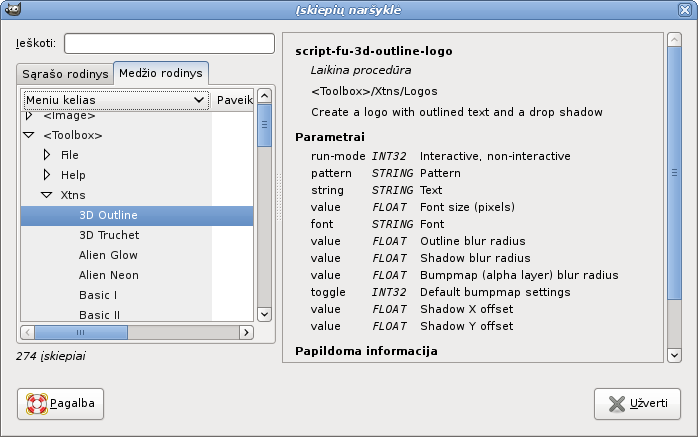 Įskiepių naršyklė
Ieškoti:
Sąrašo rodinys
Medžio rodinys
Meniu kelias
Paveik
<Image>
<Toolbox>
File
Help
Xtns
3D Outline
3D Truchet
Alien Glow
Alien Neon
Basic I
Basic II
274 įskiepiai
script-fu-3d-outline-logo
Laikina procedūra
<Toolbox>/Xtns/Logos
Create a logo with outlined text and a drop shadow
Parametrai
run-mode INT32 Interactive, non-interactive
pattern STRING Pattern
string STRING Text
value FLOAT Font size (pixels)
font STRING Font
value FLOAT Outline blur radius
value FLOAT Shadow blur radius
value FLOAT Bumpmap (alpha layer) blur radius
toggle INT32 Default bumpmap settings
value FLOAT Shadow X offset
value FLOAT Shadow Y offset
Papildoma informacija
Pagalba
Užverti